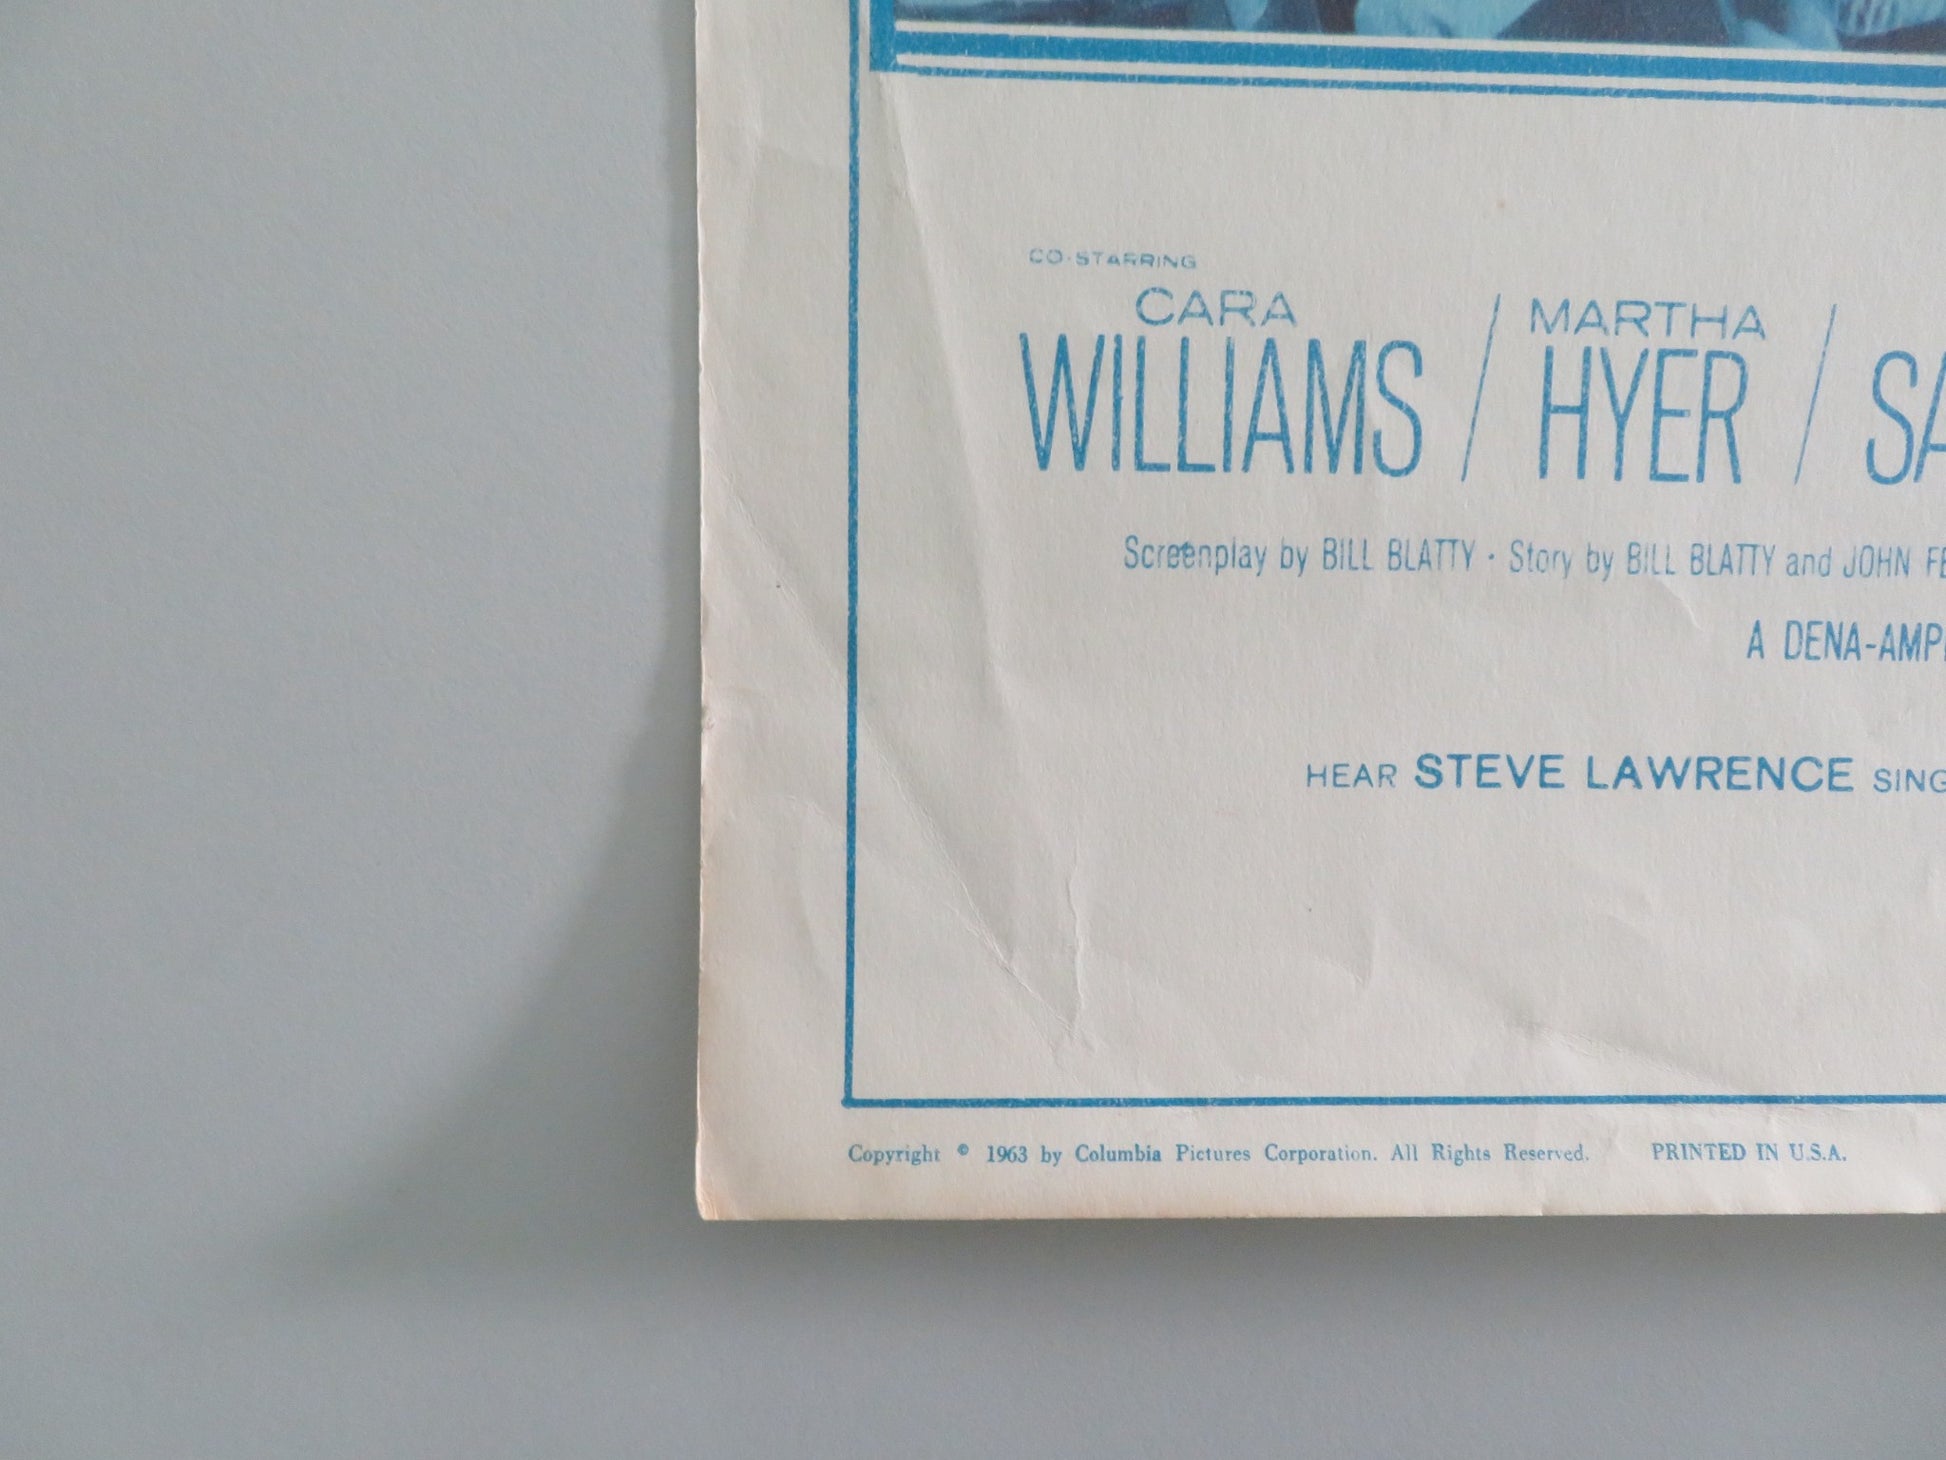 CO-STARRING
CARA WILLIAMS / MARTHA HYER /
Screenplay by BILL BLATTY · Story by BILL BLATTY and JOHN
A DENA-
HEAR STEVE LAWRENCE SING
Copyright © 1963 by Columbia Pictures Corporation. All Rights Reserved. PRINTED IN U.S.A.